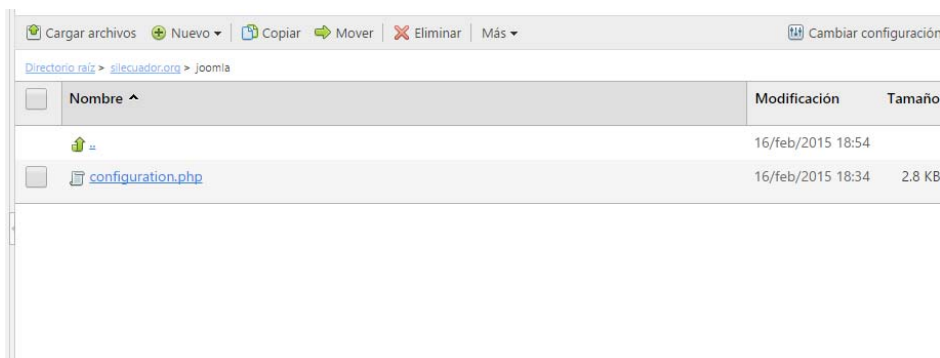 Cargar archivos Nuevo Copiar Mover Eliminar Más Cambiar configuración
Directorio raíz > silecuador.org > joomla
Nombre Modificación Tamaño
.. 16/feb/2015 18:54
configuration.php 16/feb/2015 18:34 2.8 KB